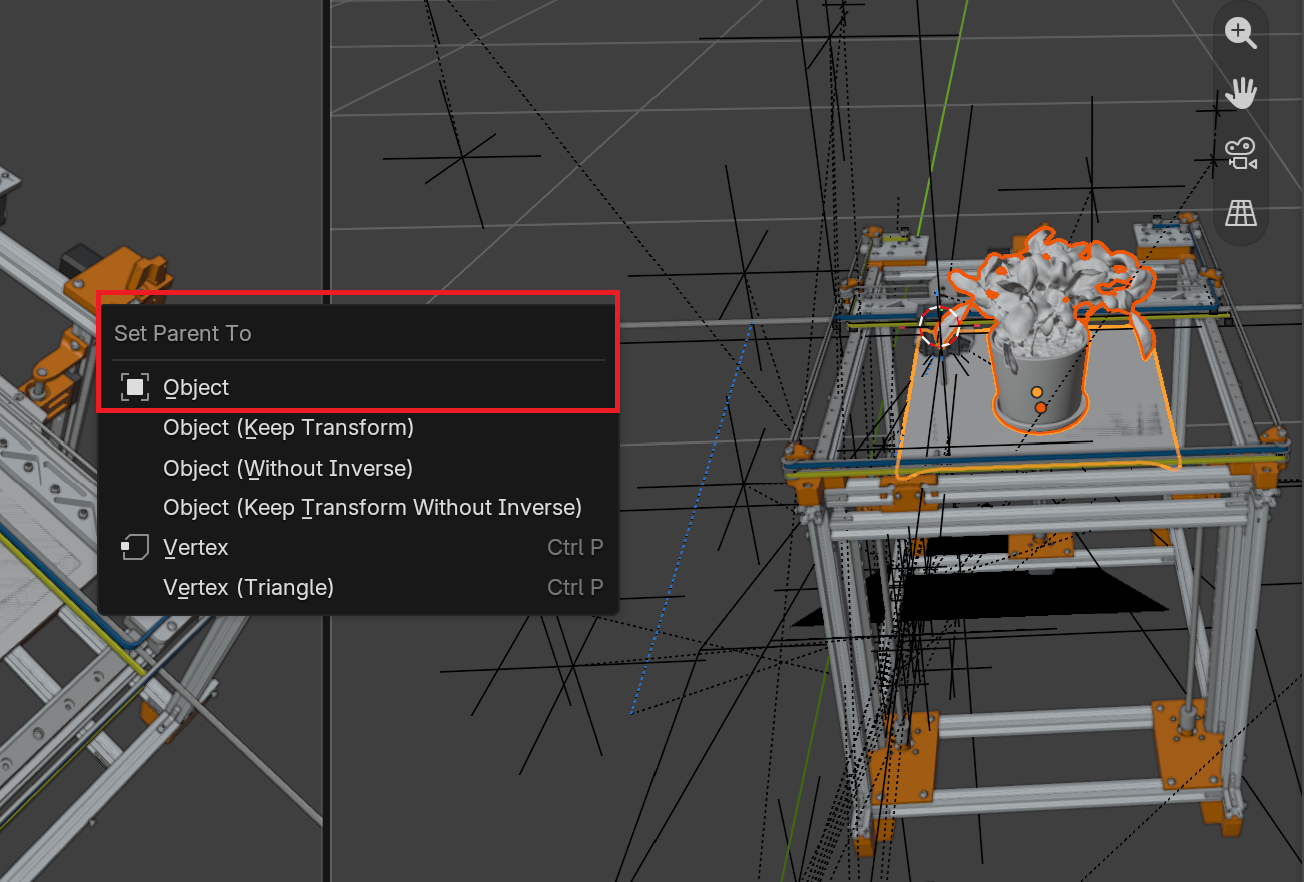 Set Parent To
Object
Object (Keep Transform)
Object (Without Inverse)
Object (Keep Transform Without Inverse)
Vertex Ctrl P
Vertex (Triangle) Ctrl P